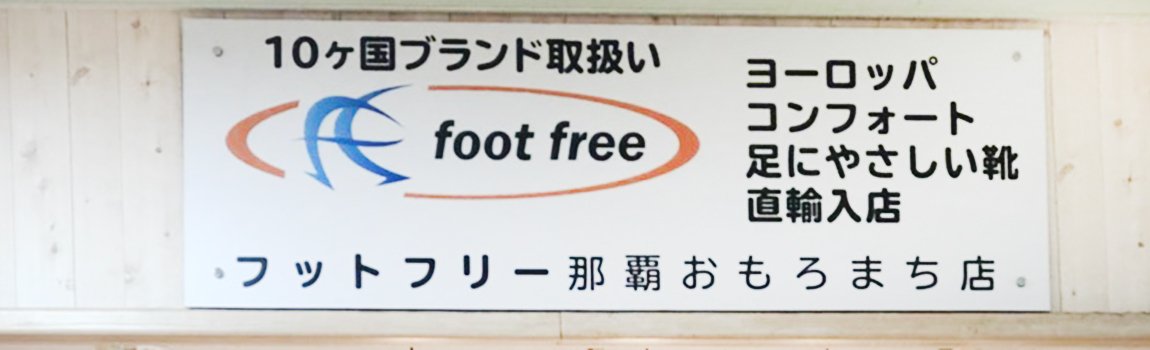 10ヶ国ブランド取扱い
foot free
ヨーロッパ
コンフォート
足にやさしい靴
直輸入店
フットフリー那覇おもろまち店